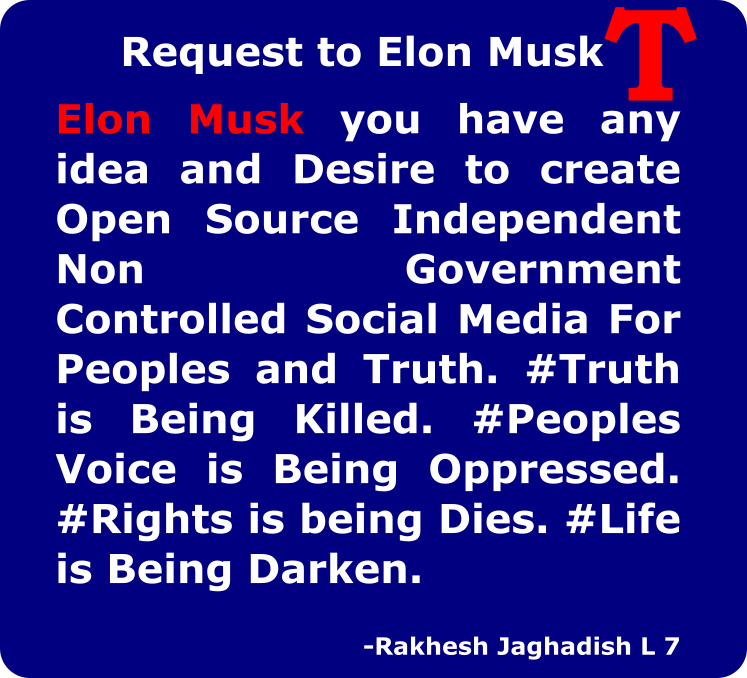 Request to Elon Musk T
Elon Musk you have any
idea and Desire to create
Open Source Independent
Non Government
Controlled Social Media For
Peoples and Truth. #Truth
is Being Killed. #Peoples
Voice is Being Oppressed.
#Rights is being Dies. #Life
is Being Darken.
-Rakhesh Jaghadish L 7